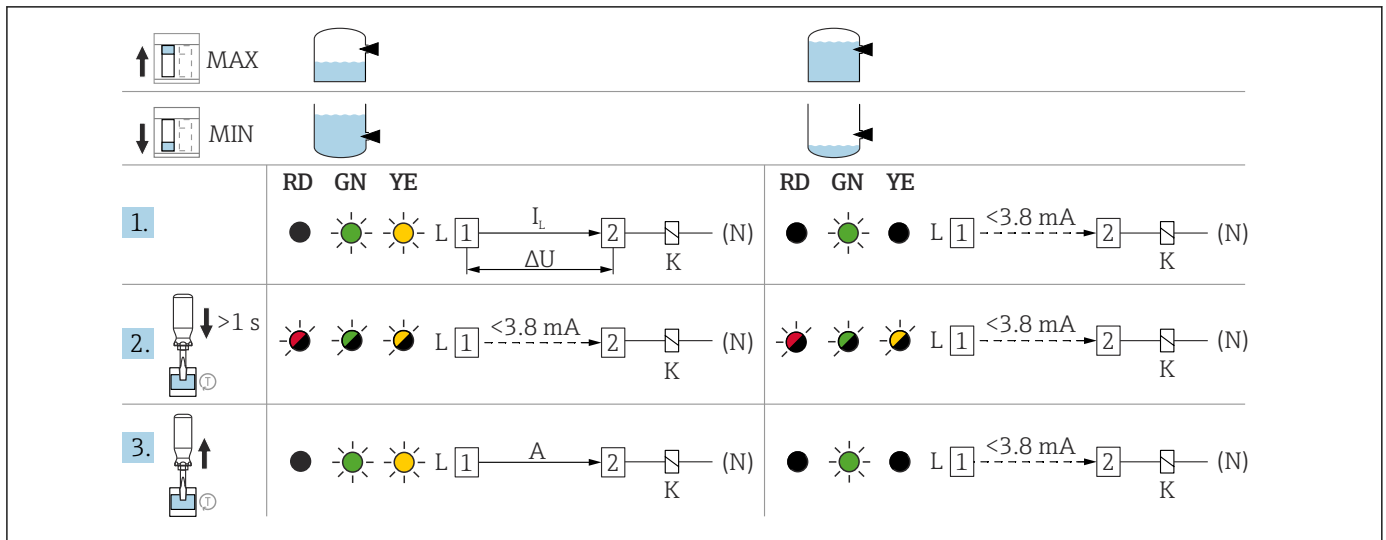 MAX
MIN
RD GN YE RD GN YE
1. L 1 I_L 2 (N) L 1 <3.8 mA 2 (N)
ΔU K K
2. >1 s L 1 <3.8 mA 2 (N) L 1 <3.8 mA 2 (N)
T K K
3. L 1 A 2 (N) L 1 <3.8 mA 2 (N)
T K K